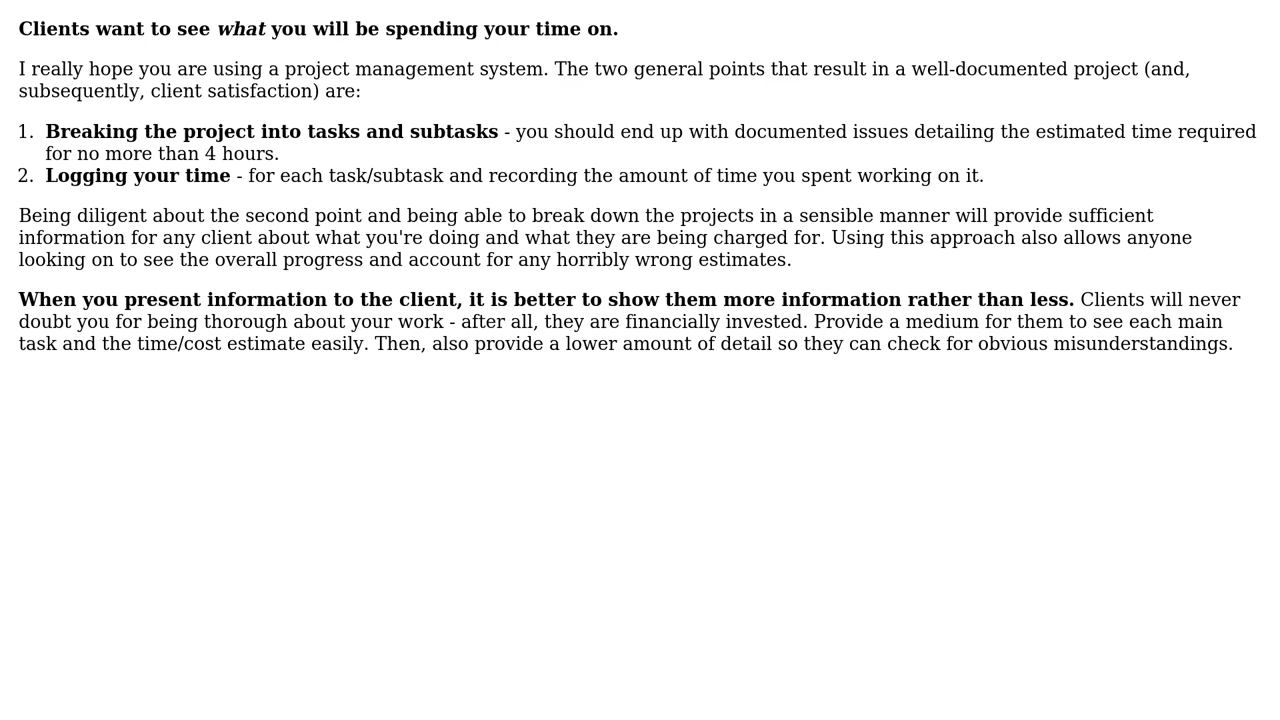 Clients want to see what you will be spending your time on.
I really hope you are using a project management system. The two general points that result in a well-documented project (and,
subsequently, client satisfaction) are:
1. Breaking the project into tasks and subtasks - you should end up with documented issues detailing the estimated time required
for no more than 4 hours.
2. Logging your time - for each task/subtask and recording the amount of time you spent working on it.
Being diligent about the second point and being able to break down the projects in a sensible manner will provide sufficient
information for any client about what you're doing and what they are being charged for. Using this approach also allows anyone
looking on to see the overall progress and account for any horribly wrong estimates.
When you present information to the client, it is better to show them more information rather than less. Clients will never
doubt you for being thorough about your work - after all, they are financially invested. Provide a medium for them to see each main
task and the time/cost estimate easily. Then, also provide a lower amount of detail so they can check for obvious misunderstandings.